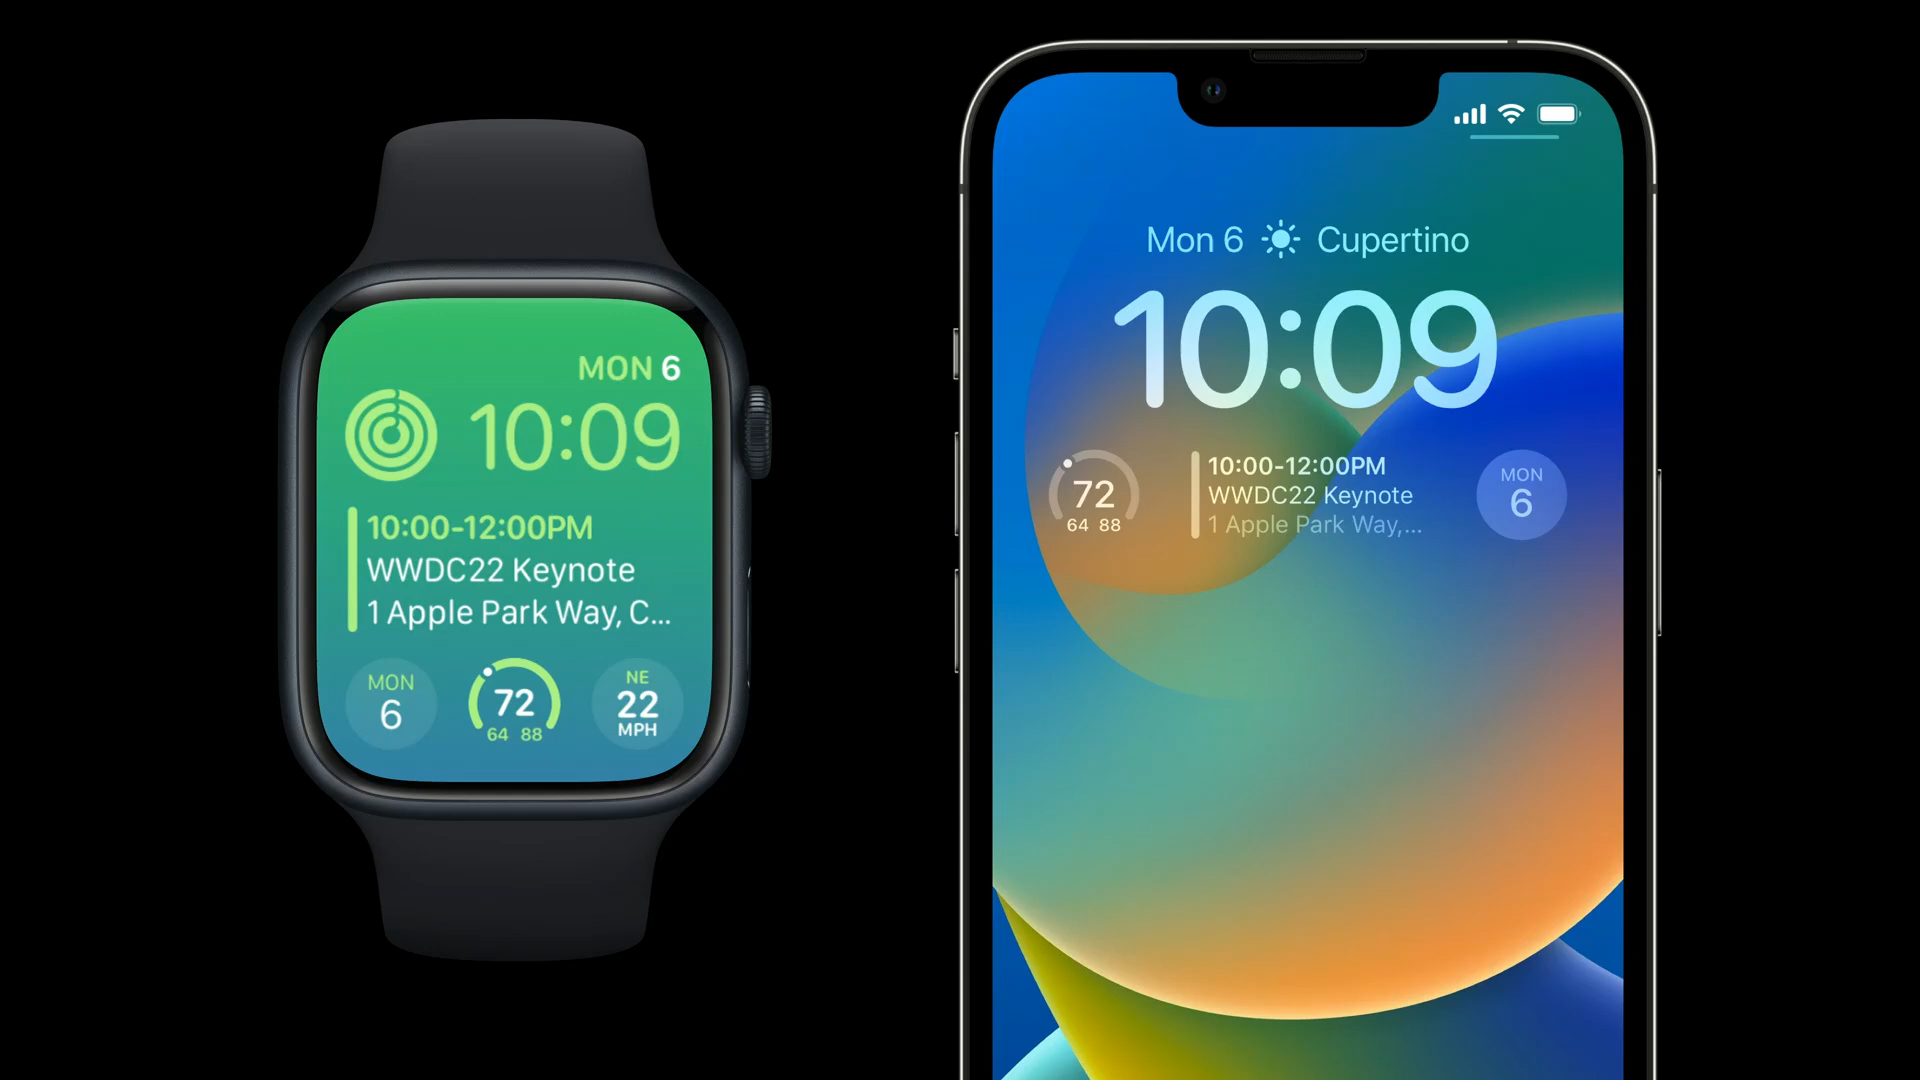 MON 6
10:09
10:00-12:00PM
WWDC22 Keynote
1 Apple Park Way, C...
MON
6
72
64 88
NE
22
MPH
Mon 6 Cupertino
10:09
72
64 88
10:00-12:00PM
WWDC22 Keynote
1 Apple Park Way,...
MON
6